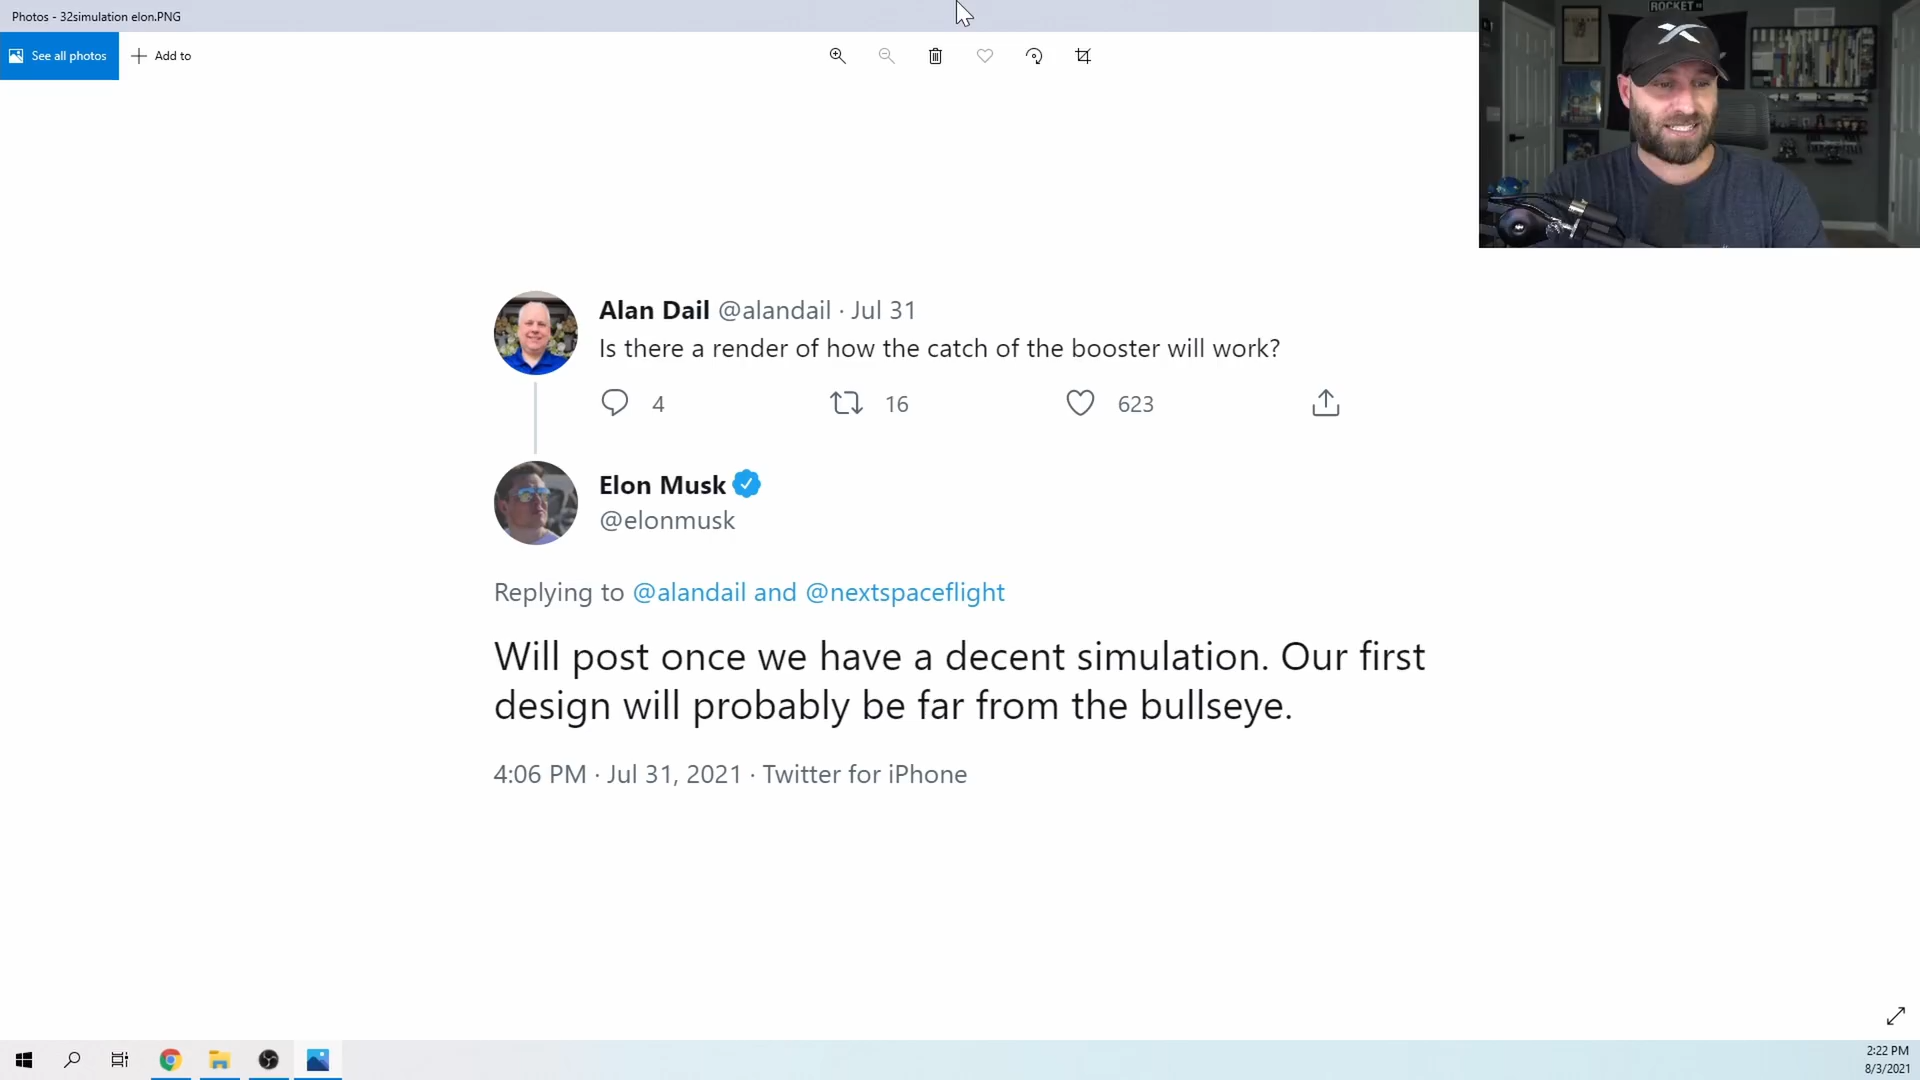 Photos - 32simulation elon.PNG
See all photos
Add to
ROCKET
Alan Dail @alandail · Jul 31
Is there a render of how the catch of the booster will work?
4 16 623
Elon Musk
@elonmusk
Replying to @alandail and @nextspaceflight
Will post once we have a decent simulation. Our first
design will probably be far from the bullseye.
4:06 PM · Jul 31, 2021 · Twitter for iPhone
2:22 PM
8/3/2021